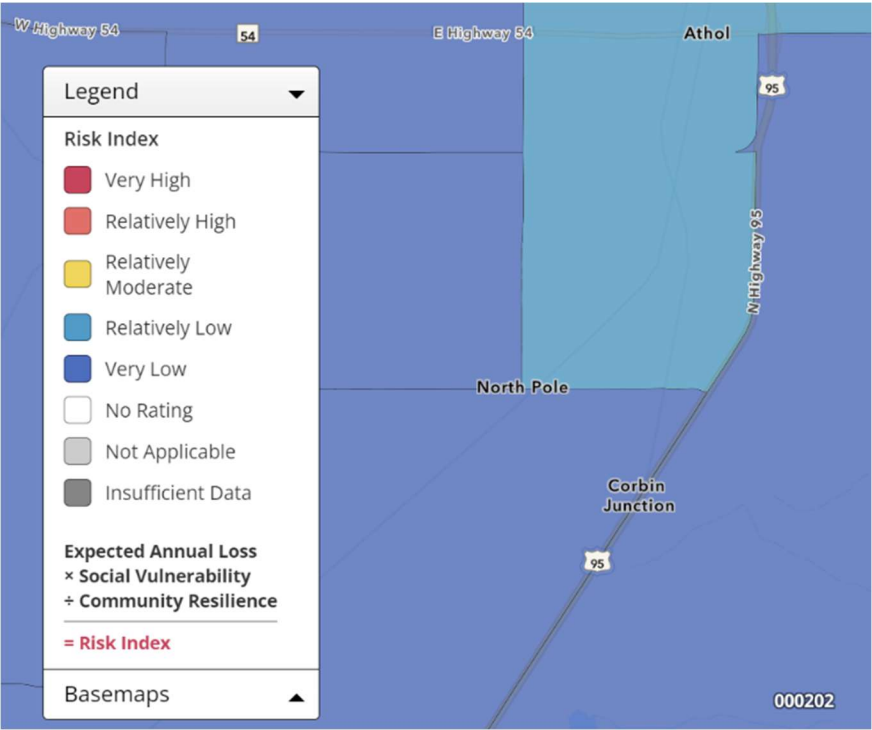 W Highway 54
54
E Highway 54
Athol
95
Legend
Risk Index
Very High
Relatively High
Relatively
Moderate
Relatively Low
Very Low
No Rating
Not Applicable
Insufficient Data
Expected Annual Loss
× Social Vulnerability
÷ Community Resilience
= Risk Index
Basemaps
N Highway 95
North Pole
Corbin
Junction
95
000202